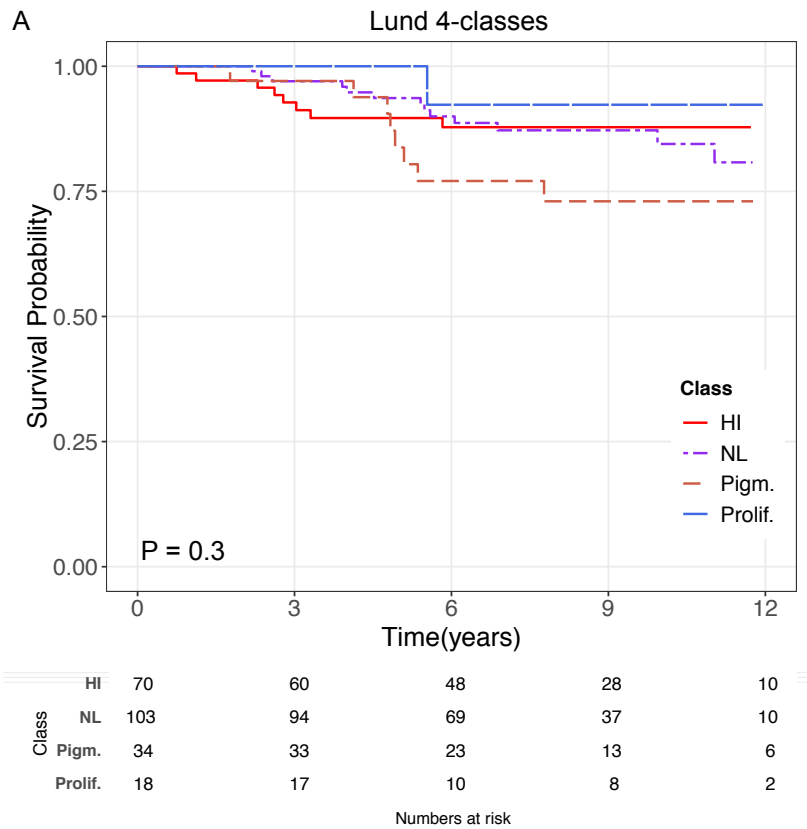 A
Lund 4-classes
1.00
0.75
0.50
0.25
0.00
Survival Probability
Class
HI
NL
Pigm.
Prolif.
P = 0.3
0 3 6 9 12
Time(years)
Class
HI 70 60 48 28 10
NL 103 94 69 37 10
Pigm. 34 33 23 13 6
Prolif. 18 17 10 8 2
Numbers at risk